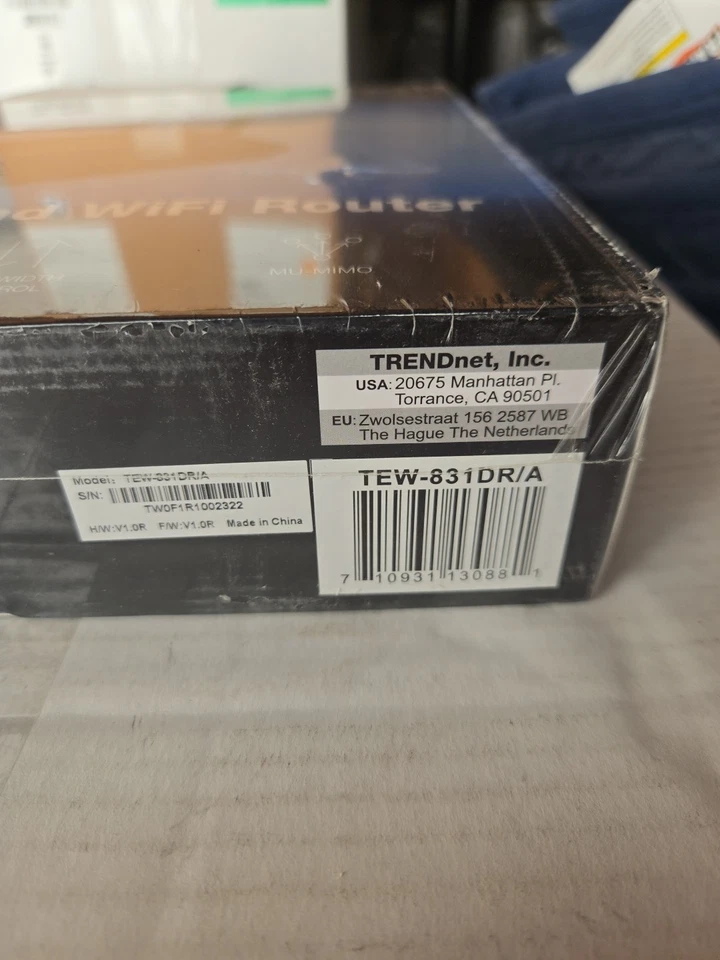 WiFi Router
MU-MIMO
TRENDnet, Inc.
USA: 20675 Manhattan Pl.
Torrance, CA 90501
EU: Zwolsestraat 156 2587 WB
The Hague The Netherlands
Model: TEW-831DR/A
S/N:
TW0F1R1002322
H/W:V1.0R F/W:V1.0R Made in China
TEW-831DR/A
7 10931 13088 1